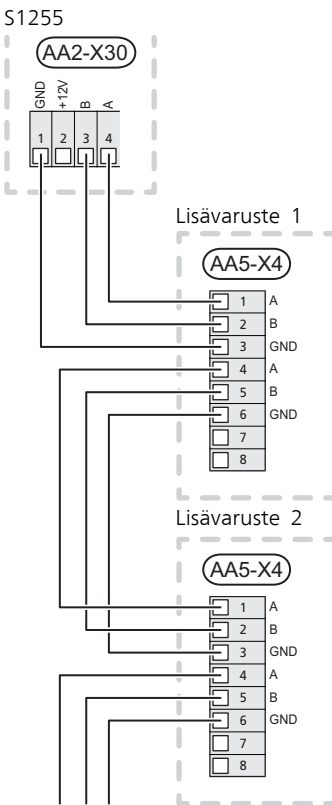 S1255
AA2-X30
GND +12V B A
1 2 3 4
Lisävaruste 1
AA5-X4
1 A
2 B
3 GND
4 A
5 B
6 GND
7
8
Lisävaruste 2
AA5-X4
1 A
2 B
3 GND
4 A
5 B
6 GND
7
8